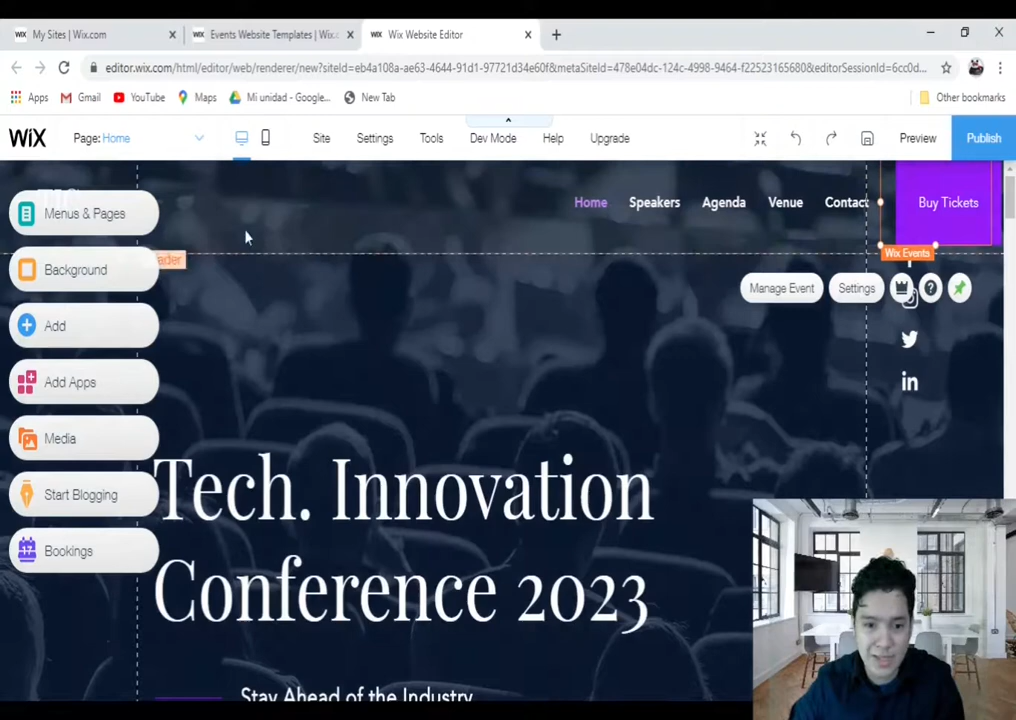 My Sites | Wix.com
Events Website Templates | Wix.c
Wix Website Editor
editor.wix.com/html/editor/web/renderer/new?siteId=eb4a108a-ae63-4644-91d1-97721d34e60f&metaSiteId=478e04dc-124c-4998-9464-f22523165680&editorSessionId=6cc0d...
Apps
Gmail
YouTube
Maps
Mi unidad - Google...
New Tab
Other bookmarks
WiX
Page: Home
Site
Settings
Tools
Dev Mode
Help
Upgrade
Preview
Publish
Menus & Pages
Home
Speakers
Agenda
Venue
Contact
Buy Tickets
Wix Events
Background
Manage Event
Settings
Add
Add Apps
Media
Start Blogging
Bookings
Tech. Innovation
Conference 2023
Stay Ahead of the Industry